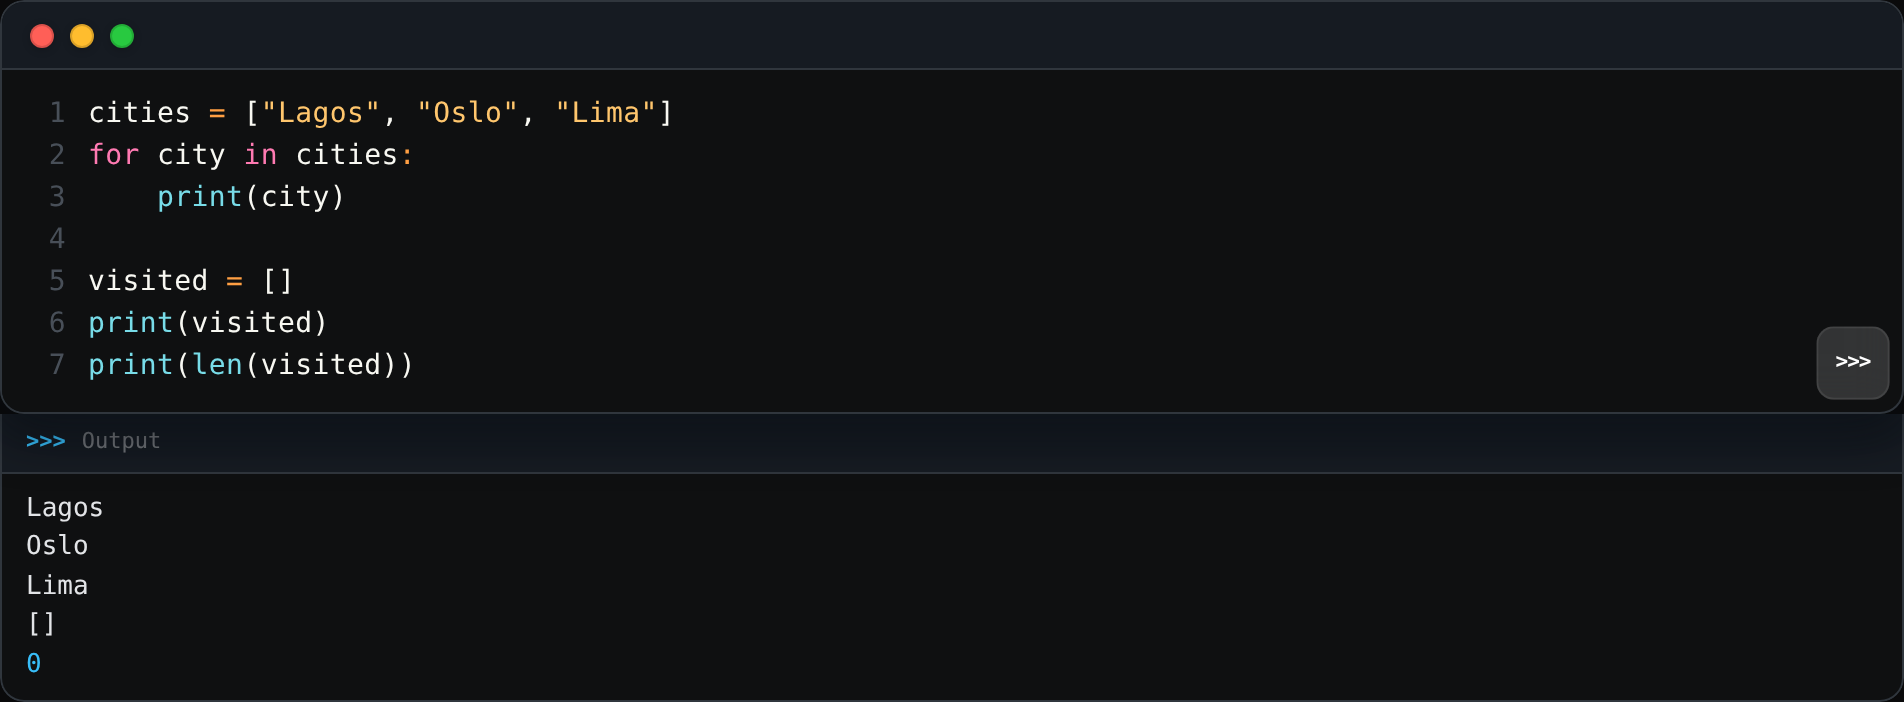 1 cities = ["Lagos", "Oslo", "Lima"]
2 for city in cities:
3     print(city)
4
5 visited = []
6 print(visited)
7 print(len(visited))
>>>
>>> Output
Lagos
Oslo
Lima
[]
0